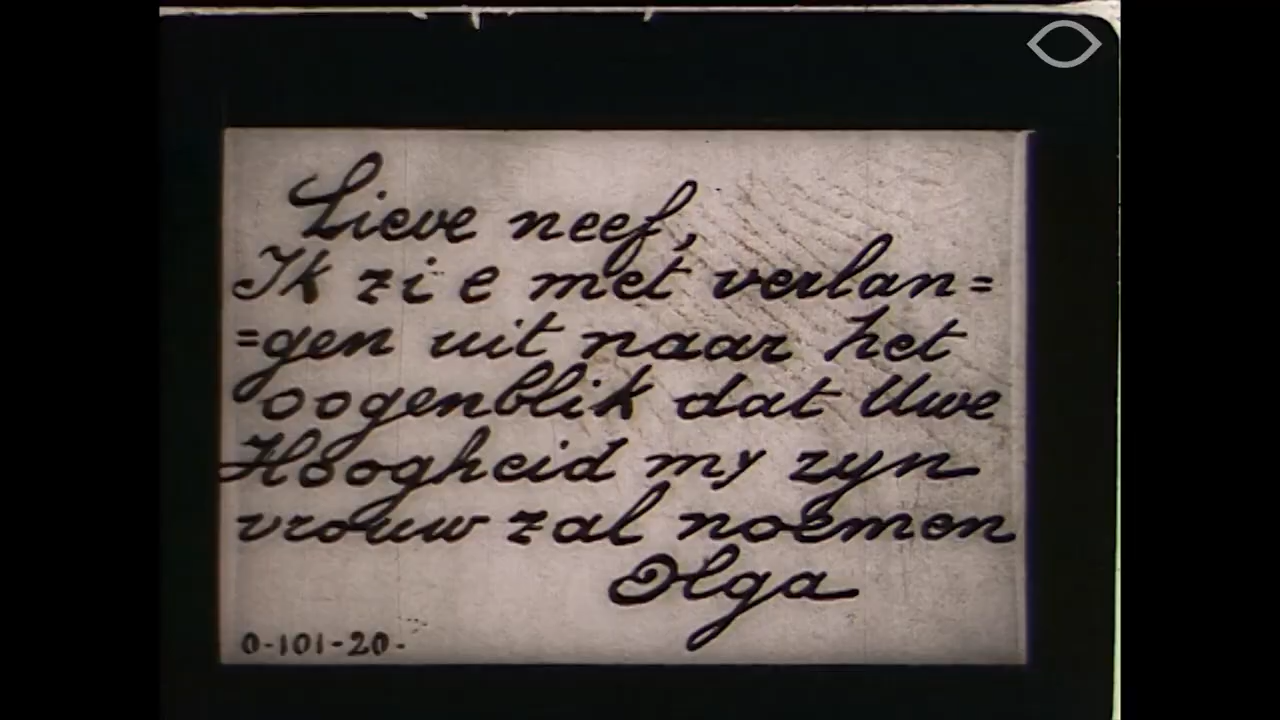 Lieve neef,
Ik zie met verlan=
=gen uit naar het
oogenblik dat Uwe
Hoogheid my zyn
vrouw zal noemen
Olga
0-101-20-